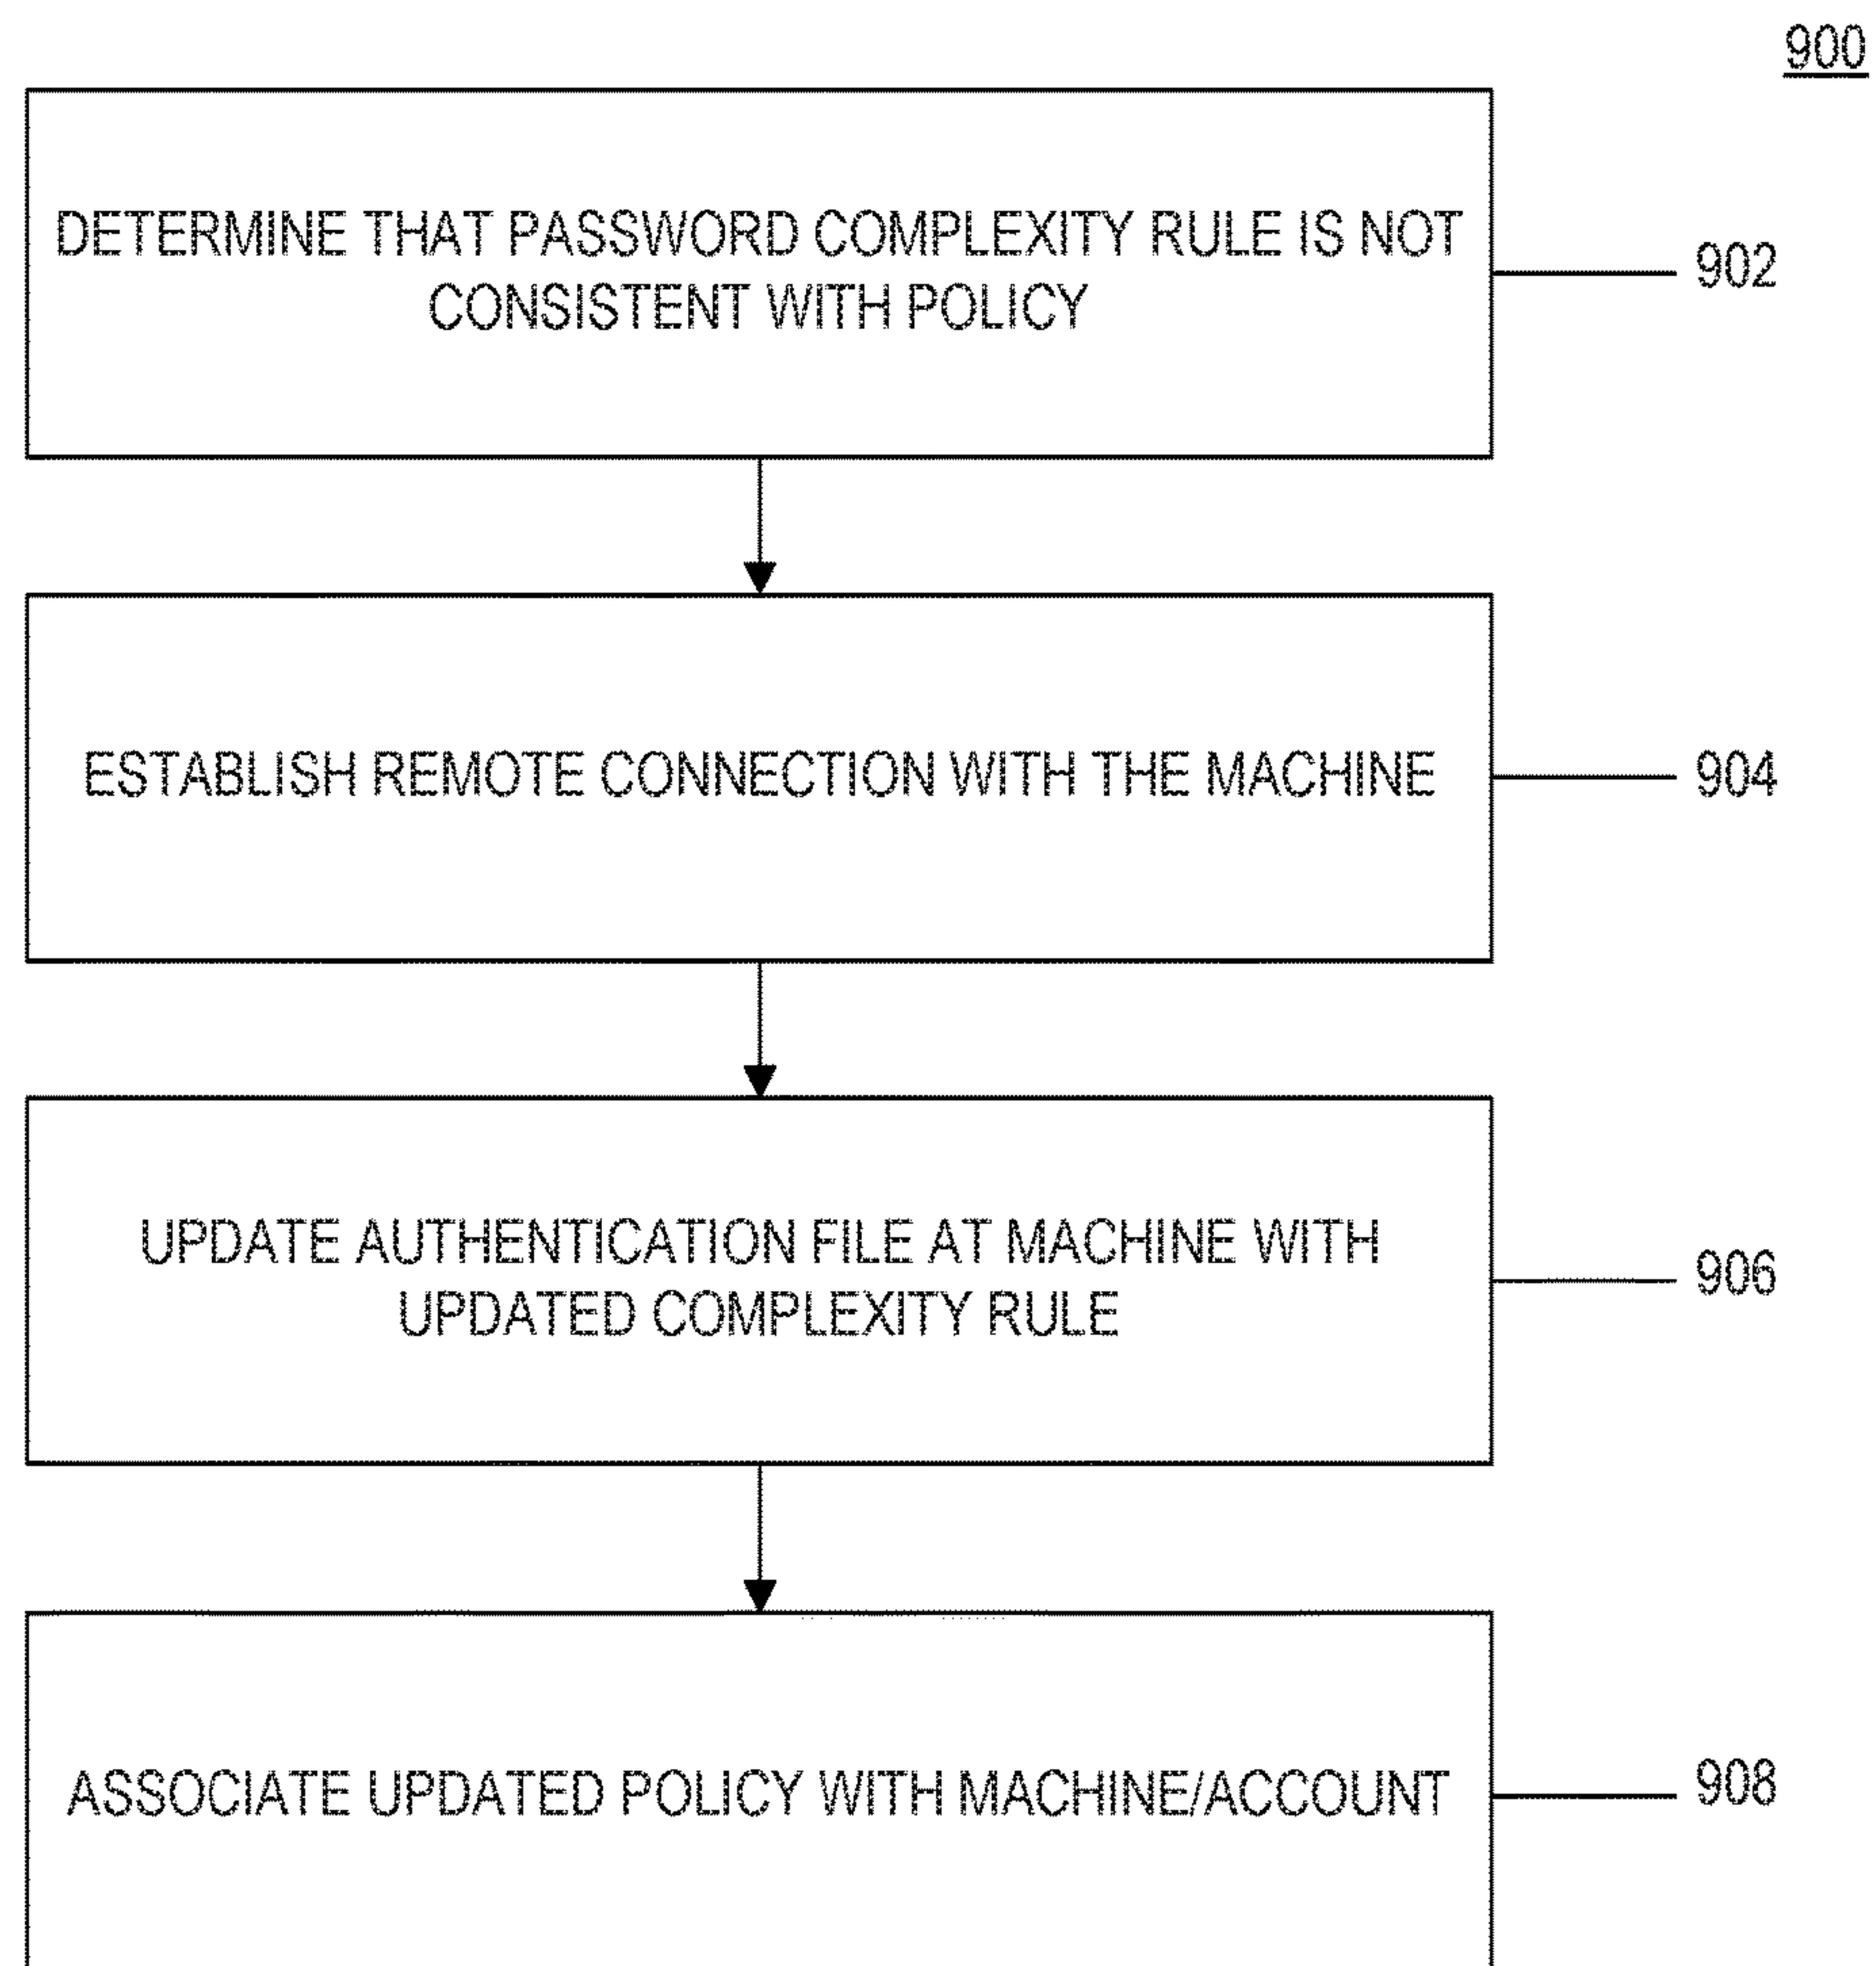 900
DETERMINE THAT PASSWORD COMPLEXITY RULE IS NOT
CONSISTENT WITH POLICY
902
ESTABLISH REMOTE CONNECTION WITH THE MACHINE
904
UPDATE AUTHENTICATION FILE AT MACHINE WITH
UPDATED COMPLEXITY RULE
906
ASSOCIATE UPDATED POLICY WITH MACHINE/ACCOUNT
908